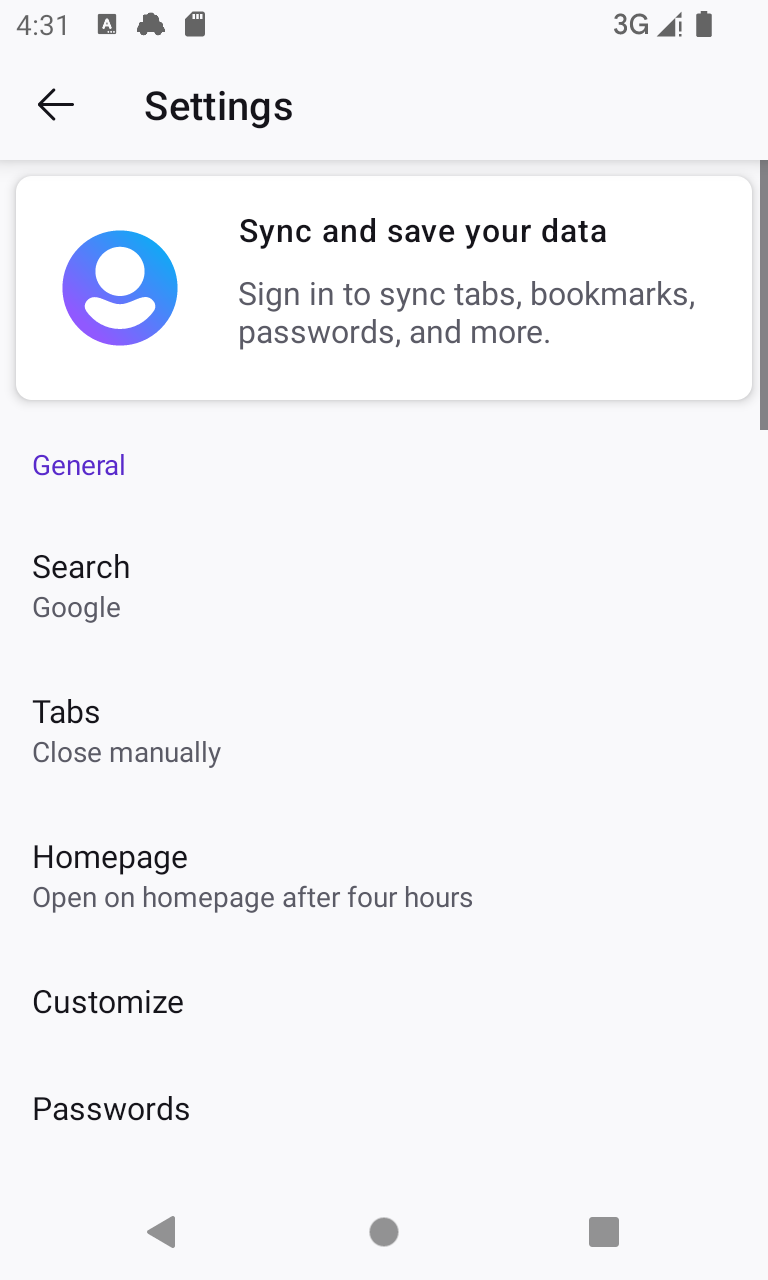 4:31
A
3G
Settings
Sync and save your data
Sign in to sync tabs, bookmarks,
passwords, and more.
General
Search
Google
Tabs
Close manually
Homepage
Open on homepage after four hours
Customize
Passwords